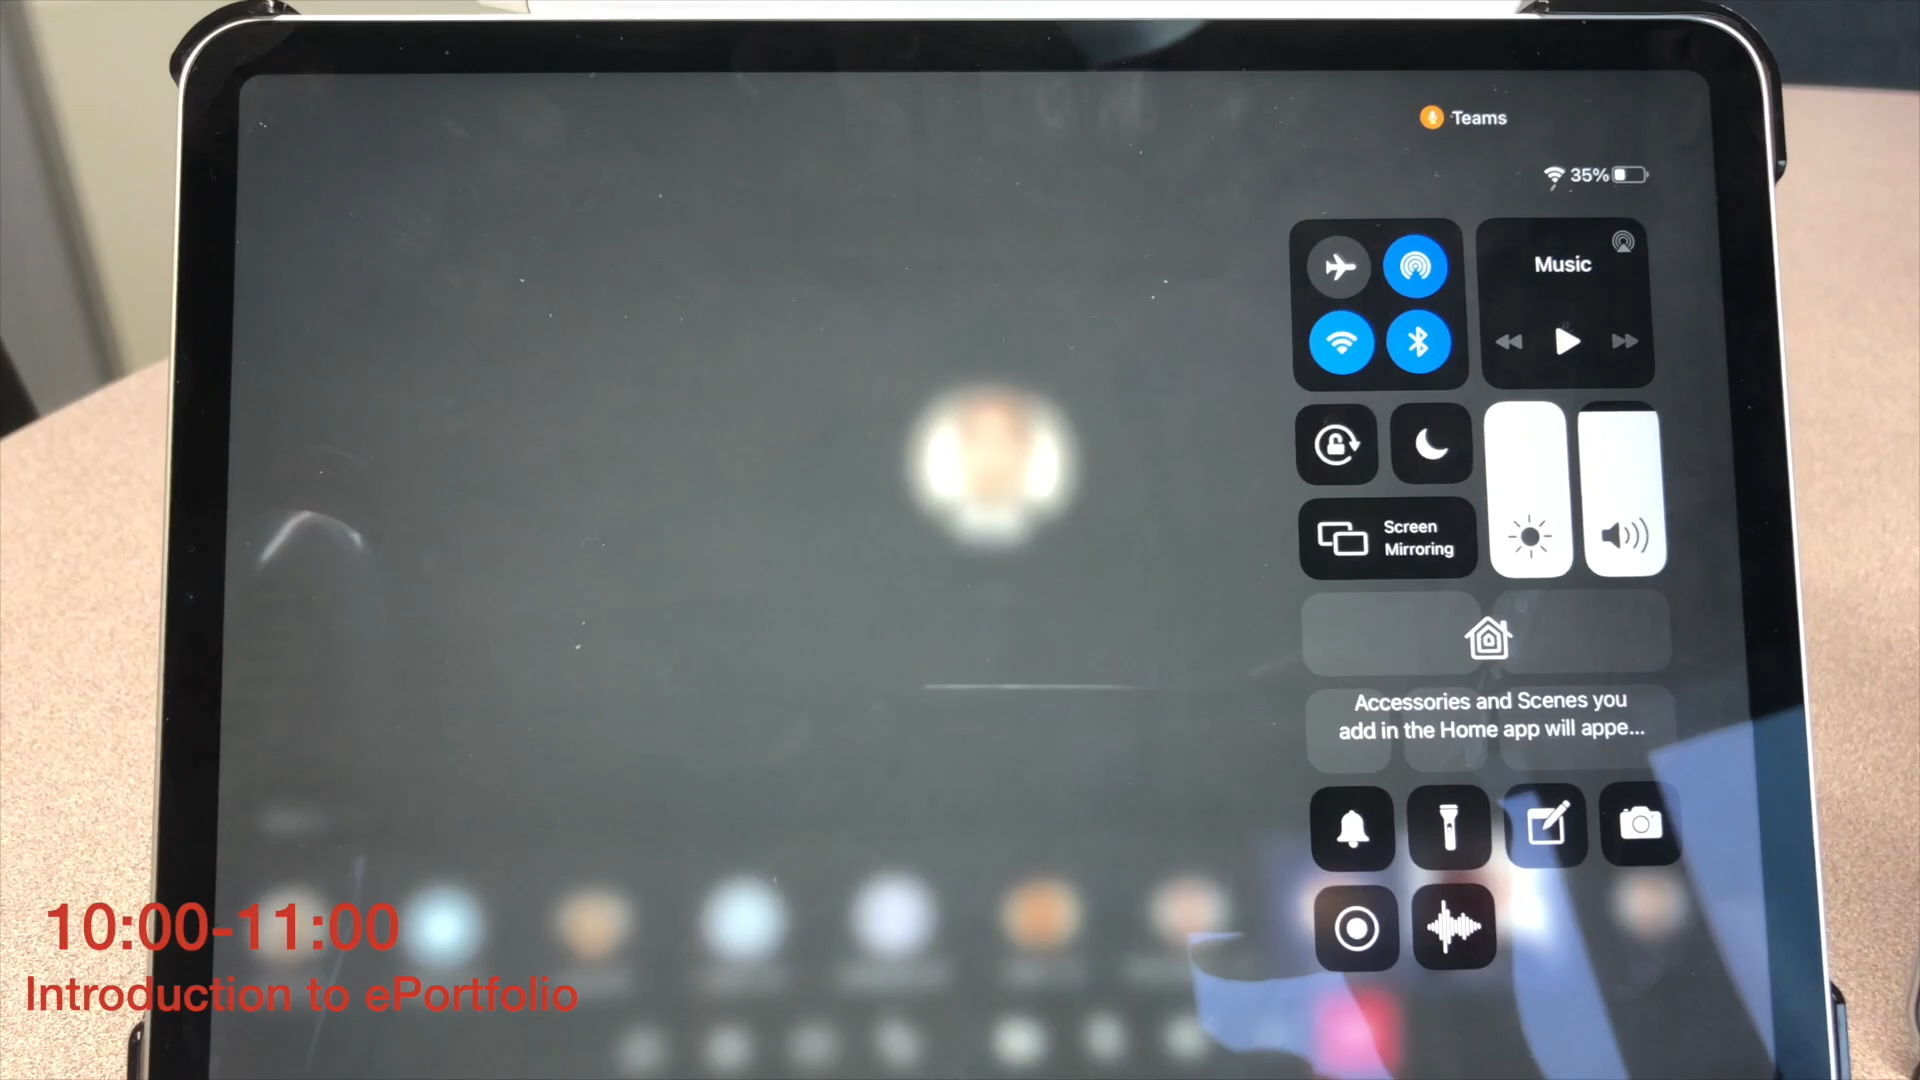 Teams
35%
Music
Screen
Mirroring
Accessories and Scenes you
add in the Home app will appe...
10:00-11:00
Introduction to ePortfolio